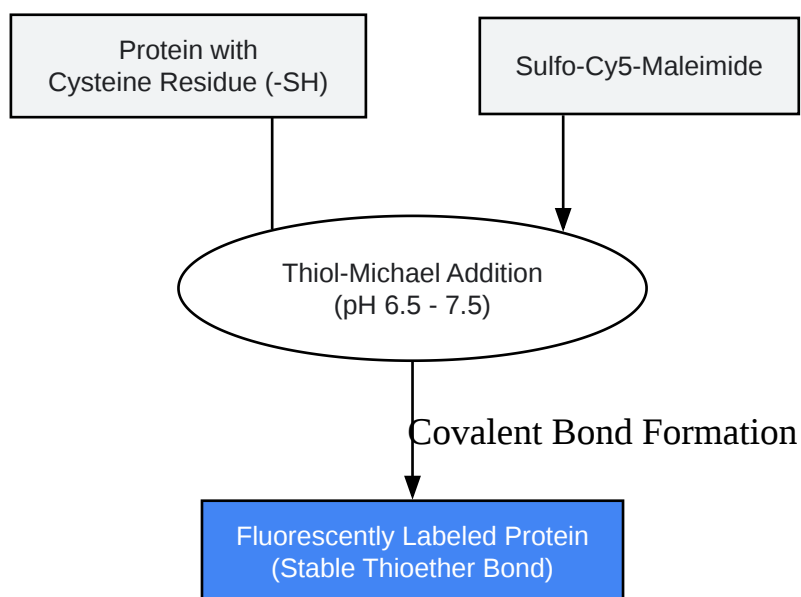 Protein with
Cysteine Residue (-SH)
Sulfo-Cy5-Maleimide
Thiol-Michael Addition
(pH 6.5 - 7.5)
Covalent Bond Formation
Fluorescently Labeled Protein
(Stable Thioether Bond)